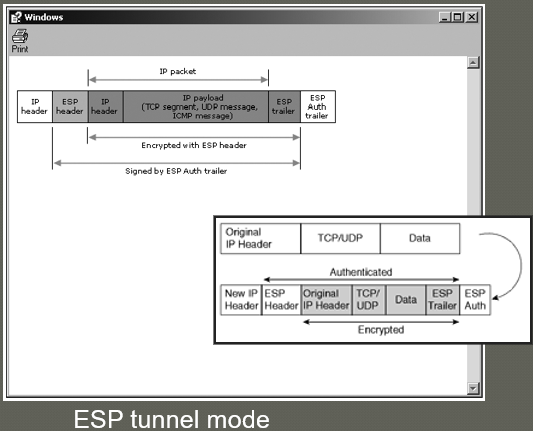 Windows
Print
IP packet
IP header
ESP header
IP header
IP payload
(TCP segment, UDP message,
ICMP message)
ESP trailer
ESP Auth trailer
Encrypted with ESP header
Signed by ESP Auth trailer
Original IP Header
TCP/UDP
Data
Authenticated
New IP Header
ESP Header
Original IP Header
TCP/ UDP
Data
ESP Trailer
ESP Auth
Encrypted
ESP tunnel mode